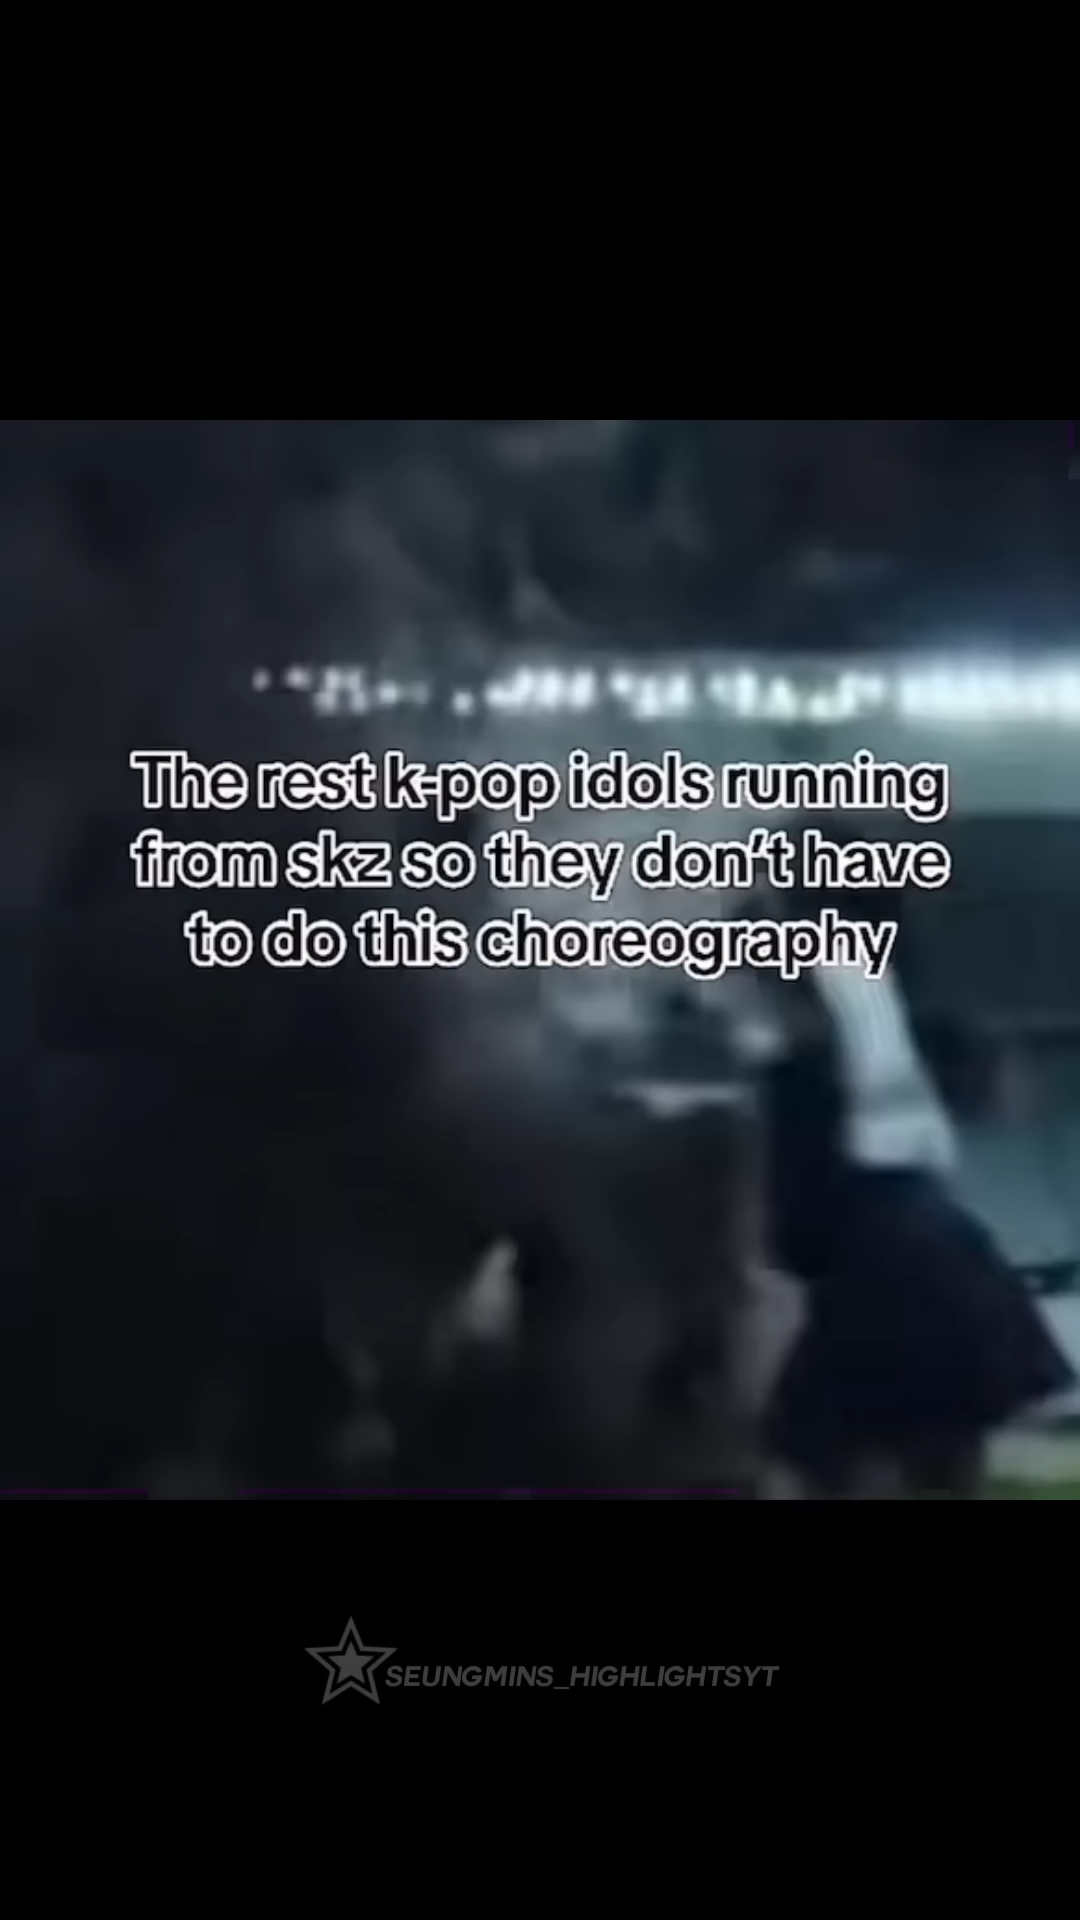 The rest k-pop idols running
from skz so they don't have
to do this choreography
SEUNGMINS_HIGHLIGHTSYT